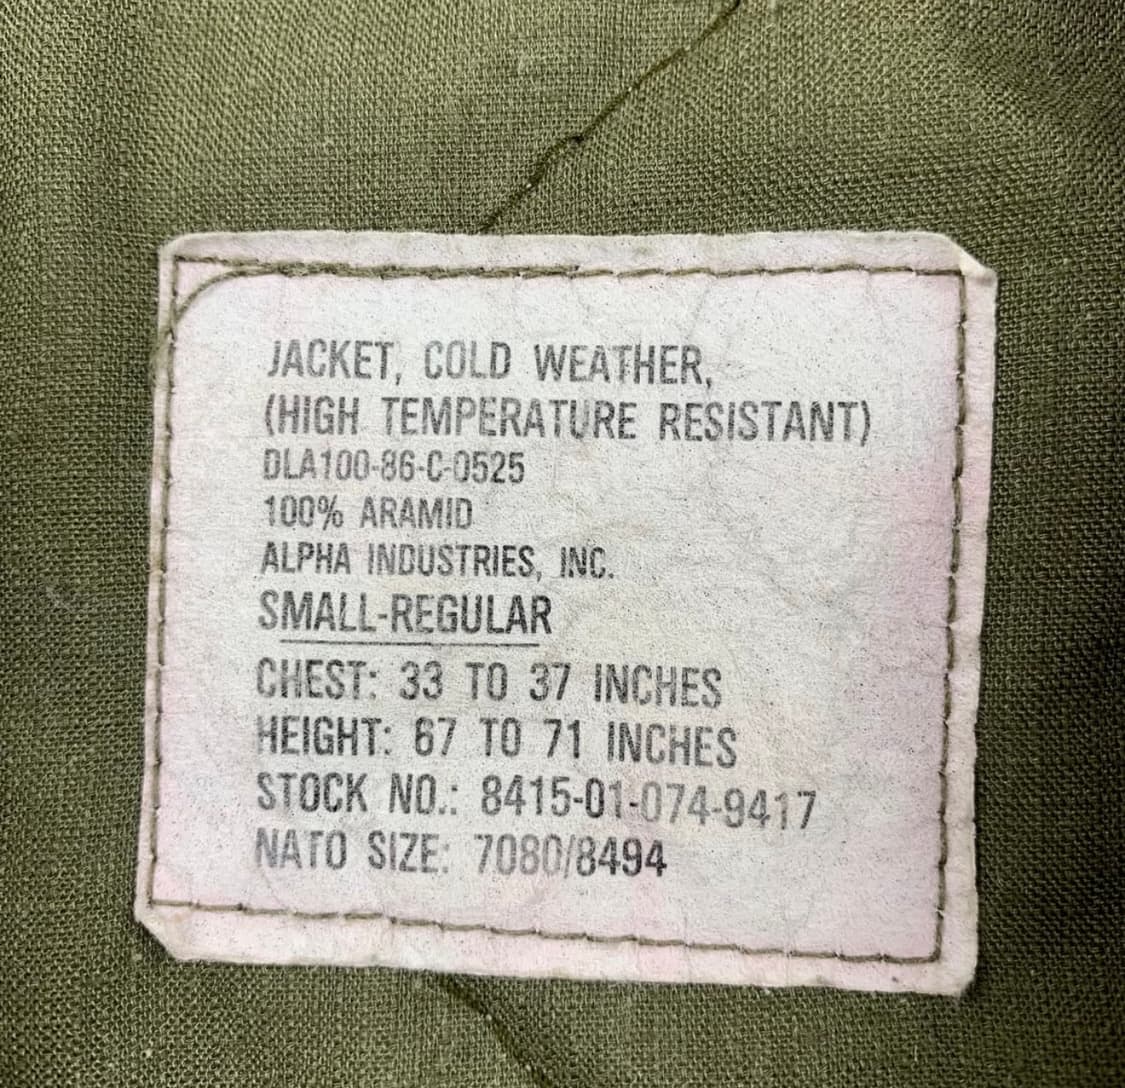 JACKET, COLD WEATHER,
(HIGH TEMPERATURE RESISTANT)
DLA100-86-C-0525
100% ARAMID
ALPHA INDUSTRIES, INC.
SMALL-REGULAR
CHEST: 33 TO 37 INCHES
HEIGHT: 67 TO 71 INCHES
STOCK NO.: 8415-01-074-9417
NATO SIZE: 7080/8494